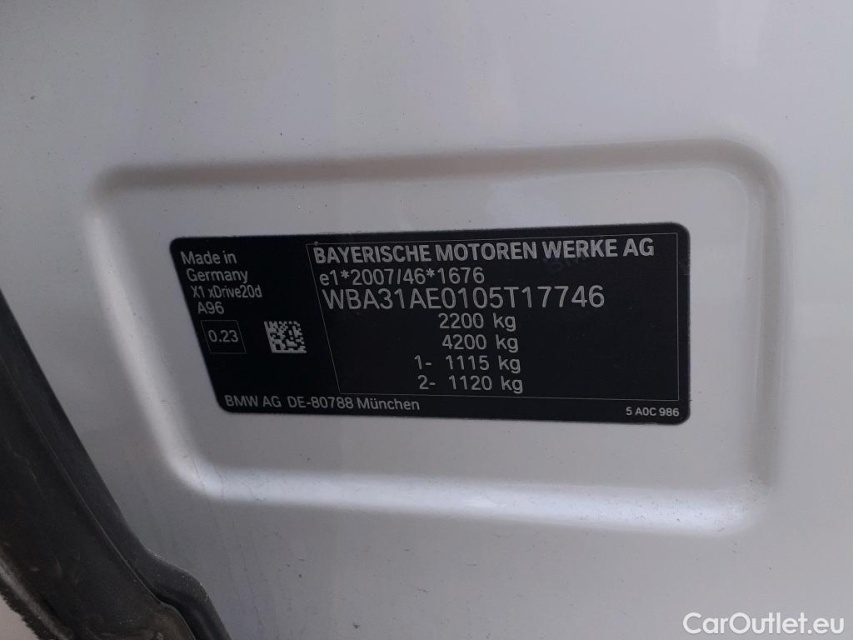 Made in
Germany
X1 xDrive20d
A96
0.23
BAYERISCHE MOTOREN WERKE AG
e1*2007/46*1676
WBA31AE0105T17746
2200 kg
4200 kg
1- 1115 kg
2- 1120 kg
BMW AG DE-80788 München
5 A0C 986
CarOutlet.eu